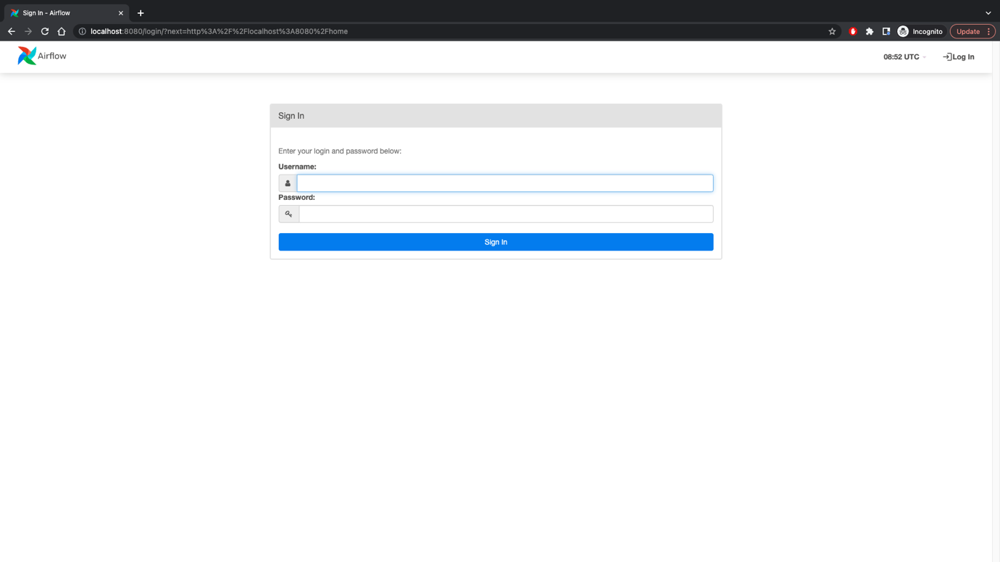 Sign In - Airflow
localhost:8080/login/?next=http%3A%2F%2Flocalhost%3A8080%2Fhome
Incognito
Update
Airflow
08:52 UTC
Log In
Sign In
Enter your login and password below:
Username:
Password:
Sign In